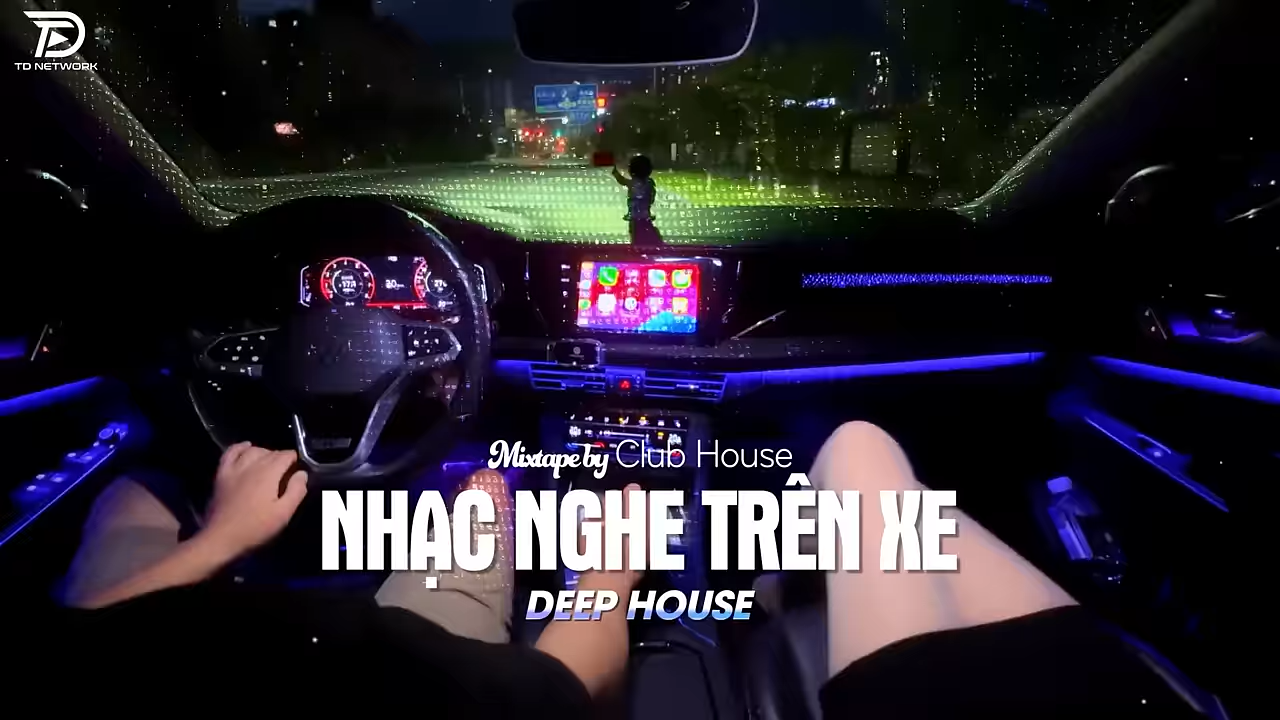 TD NETWORK
Mixtape by Club House
NHẠC NGHE TRÊN XE
DEEP HOUSE